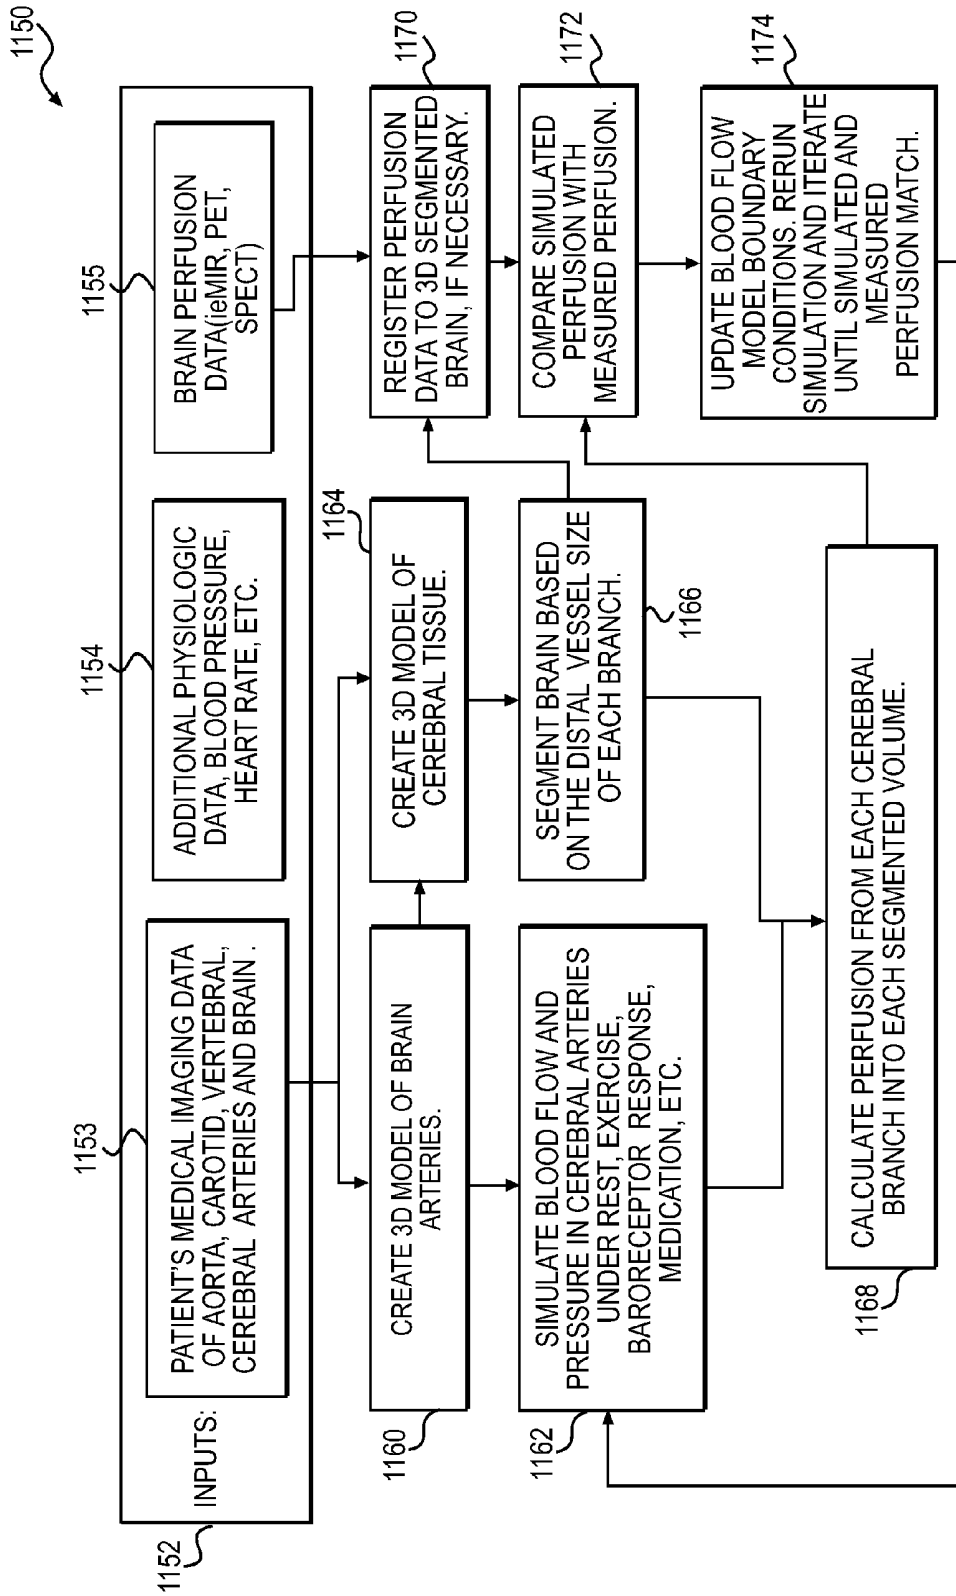 1150
1152
INPUTS:
1153
PATIENT'S MEDICAL IMAGING DATA
OF AORTA, CAROTID, VERTEBRAL,
CEREBRAL ARTERIES AND BRAIN.
1154
ADDITIONAL PHYSIOLOGIC
DATA, BLOOD PRESSURE,
HEART RATE, ETC.
1155
BRAIN PERFUSION
DATA(ieMIR, PET,
SPECT)
1160
CREATE 3D MODEL OF BRAIN
ARTERIES.
1164
CREATE 3D MODEL OF
CEREBRAL TISSUE.
1170
REGISTER PERFUSION
DATA TO 3D SEGMENTED
BRAIN, IF NECESSARY.
1162
SIMULATE BLOOD FLOW AND
PRESSURE IN CEREBRAL ARTERIES
UNDER REST, EXERCISE,
BARORECEPTOR RESPONSE,
MEDICATION, ETC.
SEGMENT BRAIN BASED
ON THE DISTAL VESSEL SIZE
OF EACH BRANCH.
1166
1172
COMPARE SIMULATED
PERFUSION WITH
MEASURED PERFUSION.
1174
UPDATE BLOOD FLOW
MODEL BOUNDARY
CONDITIONS. RERUN
SIMULATION AND ITERATE
UNTIL SIMULATED AND
MEASURED
PERFUSION MATCH.
1168
CALCULATE PERFUSION FROM EACH CEREBRAL
BRANCH INTO EACH SEGMENTED VOLUME.